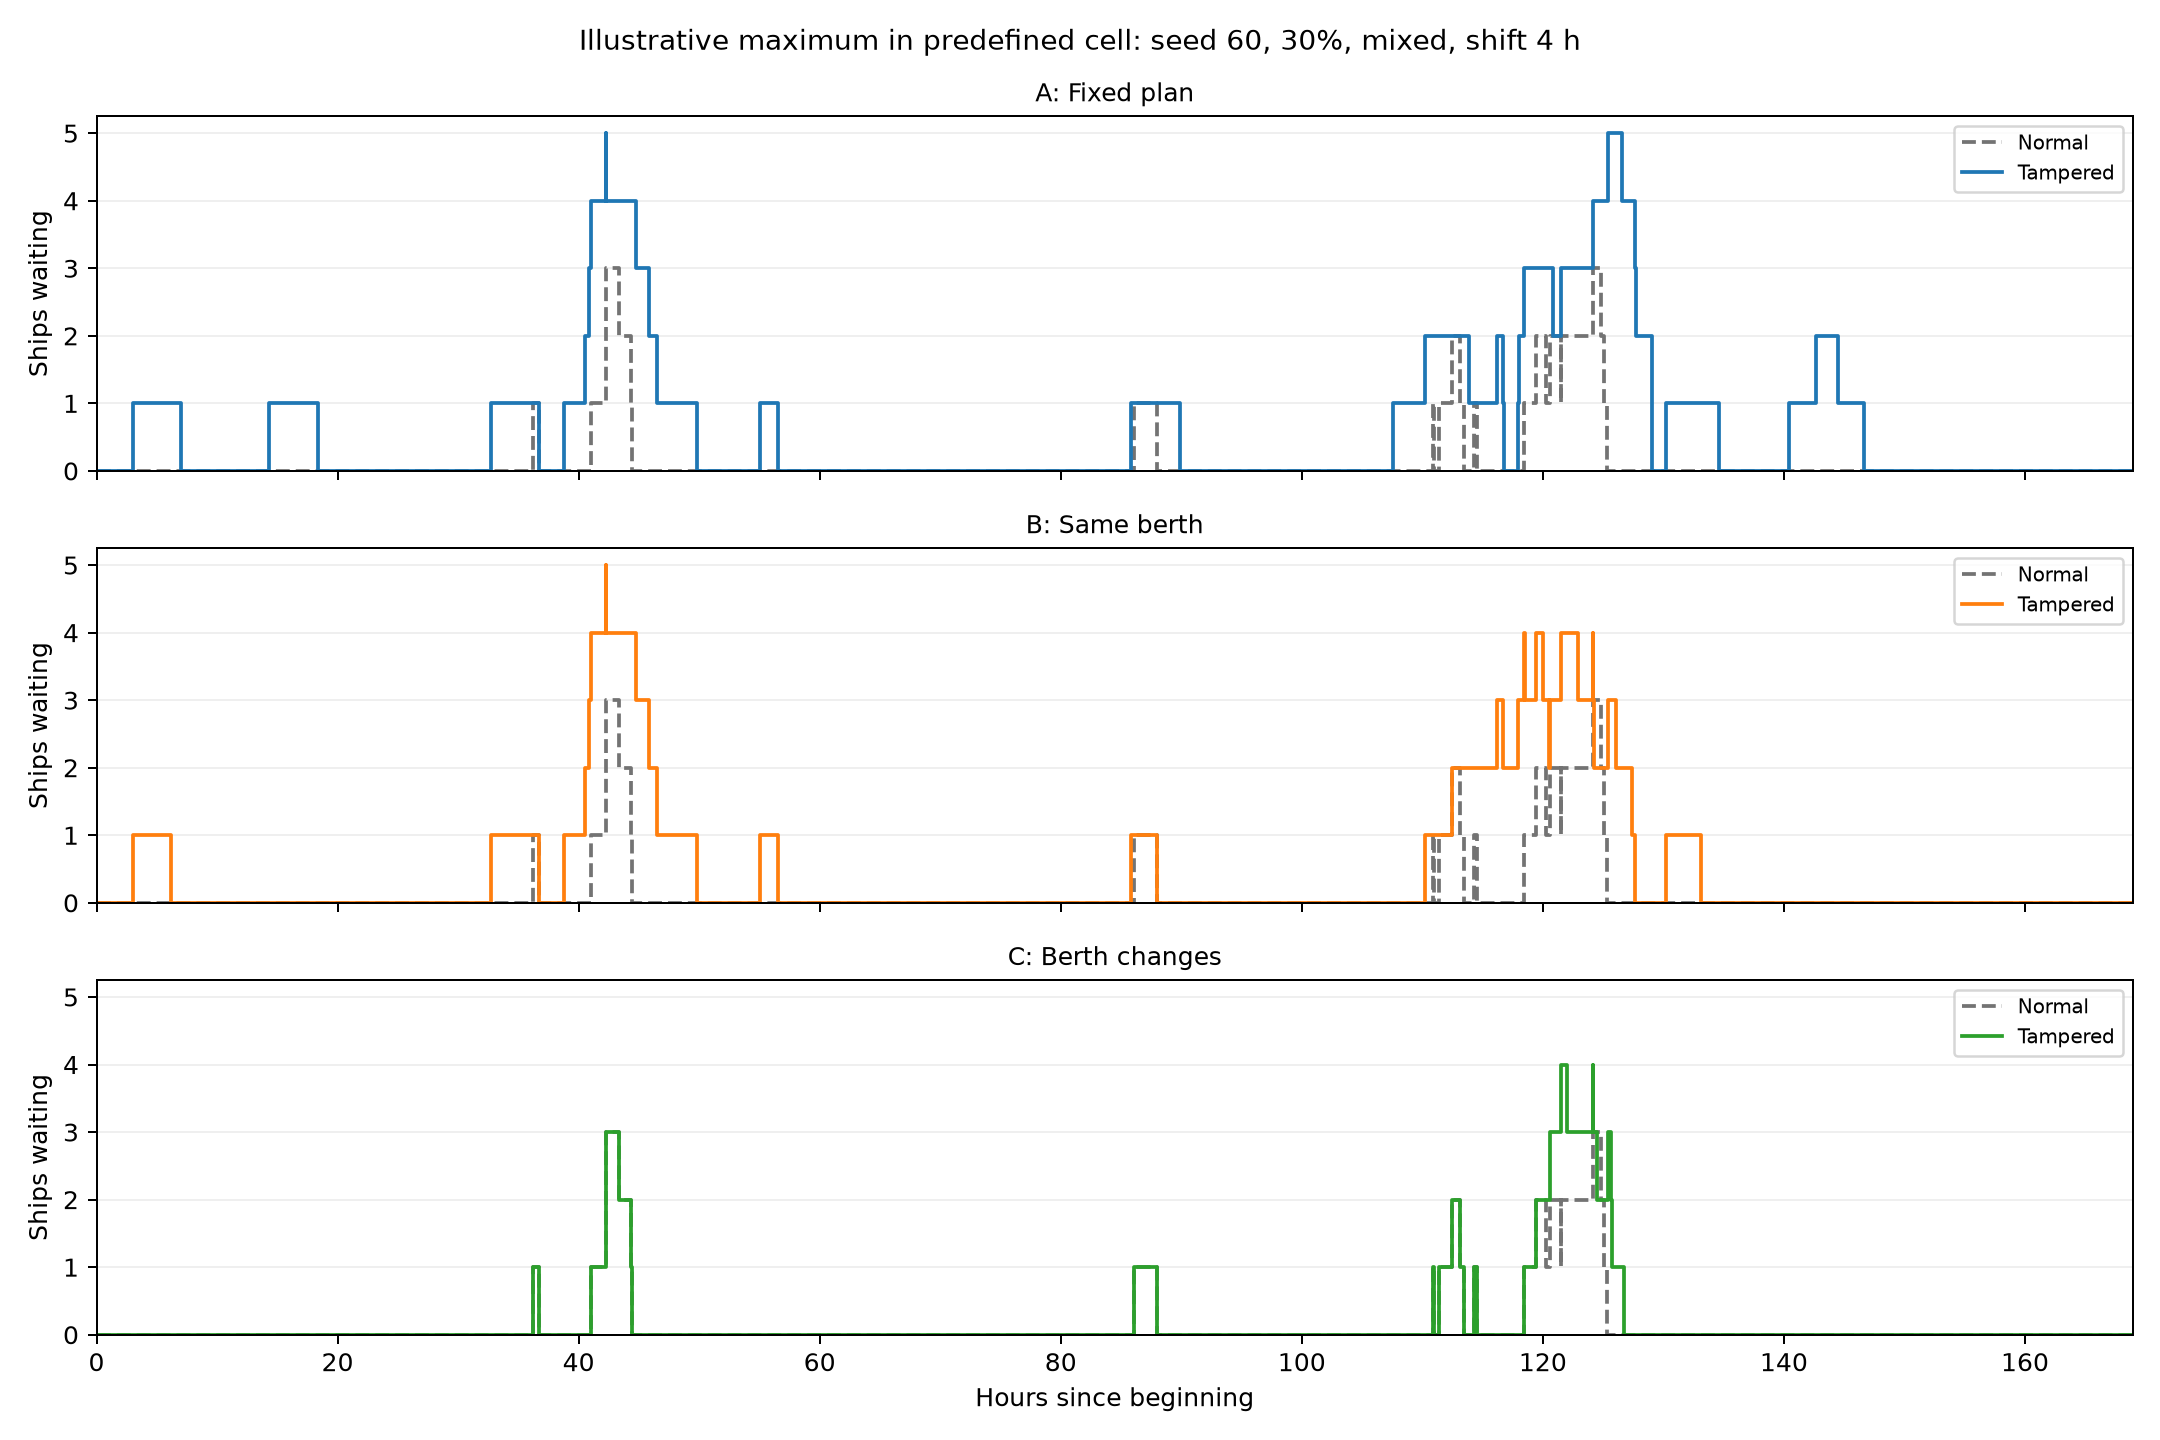 Illustrative maximum in predefined cell: seed 60, 30%, mixed, shift 4 h
A: Fixed plan
Ships waiting
5
4
3
2
1
0
Normal
Tampered
B: Same berth
Ships waiting
5
4
3
2
1
0
Normal
Tampered
C: Berth changes
Ships waiting
5
4
3
2
1
0
Normal
Tampered
0 20 40 60 80 100 120 140 160
Hours since beginning